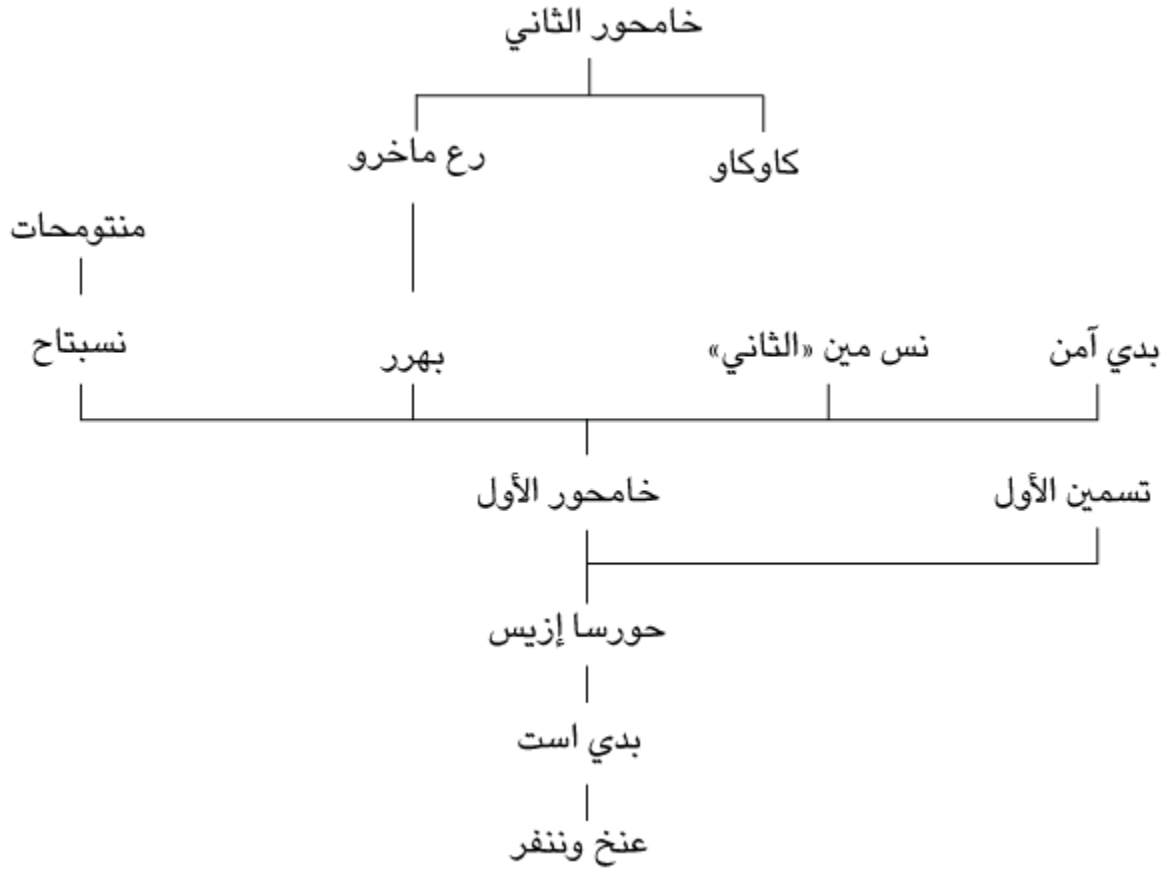 خامحور الثاني
رع ماخرو
كاوكاو
منتومحات
بدي آمن
نس مين «الثاني»
بهرر
نسبتاح
تسمين الأول
خامحور الأول
حورسا إزيس
بدي است
عنخ وننفر